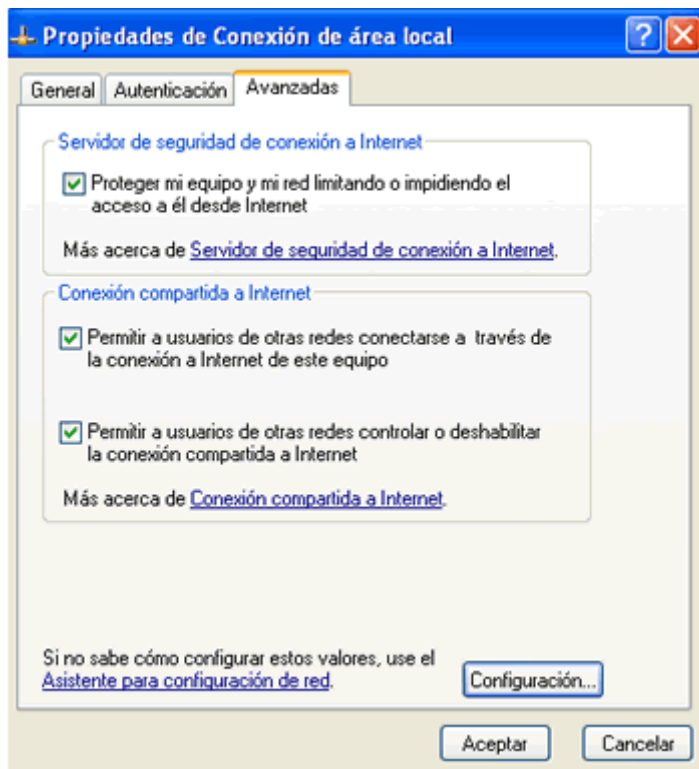 Propiedades de Conexión de área local
General Autenticación Avanzadas
Servidor de seguridad de conexión a Internet
Proteger mi equipo y mi red limitando o impidiendo el
acceso a él desde Internet
Más acerca de Servidor de seguridad de conexión a Internet.
Conexión compartida a Internet
Permitir a usuarios de otras redes conectarse a través de
la conexión a Internet de este equipo
Permitir a usuarios de otras redes controlar o deshabilitar
la conexión compartida a Internet
Más acerca de Conexión compartida a Internet.
Si no sabe cómo configurar estos valores, use el
Asistente para configuración de red.
Configuración...
Aceptar Cancelar